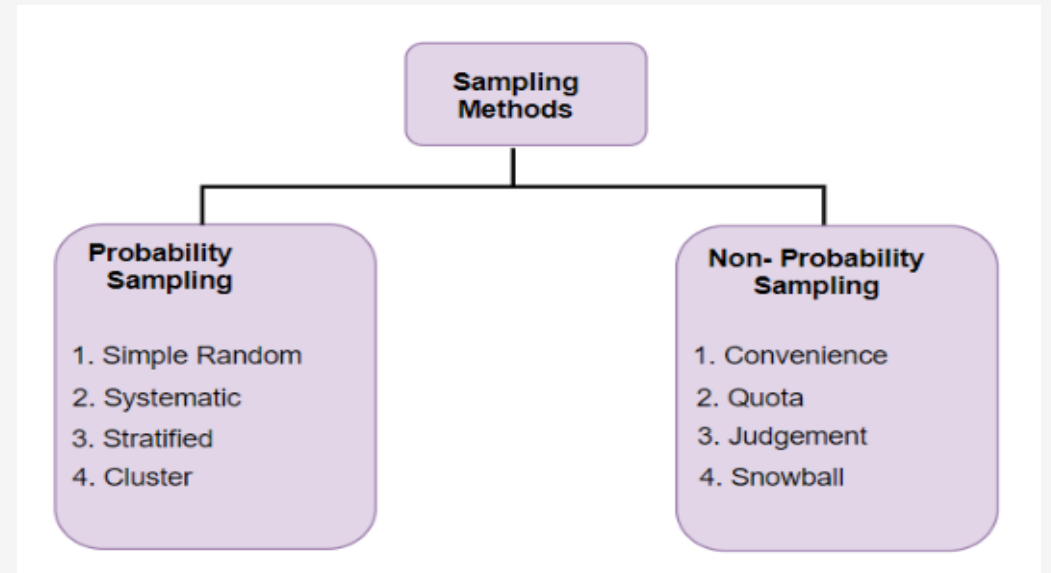 Sampling
Methods
Probability
Sampling
1. Simple Random
2. Systematic
3. Stratified
4. Cluster
Non- Probability
Sampling
1. Convenience
2. Quota
3. Judgement
4. Snowball